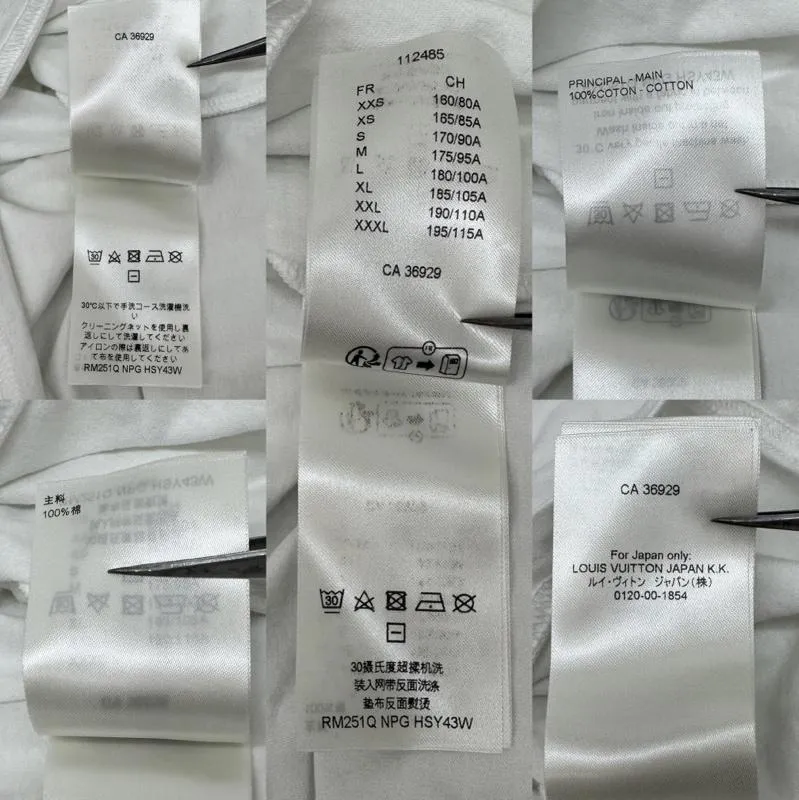 CA 36929
30
30℃以下で手洗コース洗濯機洗
い
クリーニングネットを使用し裏
返しにして洗濯してください
アイロンの際は裏返しにしてあ
て布を使用してください
RM251Q NPG HSY43W
112485
FR CH
XXS 160/80A
XS 165/85A
S 170/90A
M 175/95A
L 180/100A
XL 185/105A
XXL 190/110A
XXXL 195/115A
CA 36929
FR
30
30摄氏度超揉机洗
装入网带反面洗涤
垫布反面熨烫
RM251Q NPG HSY43W
PRINCIPAL - MAIN
100%COTON - COTTON
主料
100%棉
CA 36929
For Japan only:
LOUIS VUITTON JAPAN K.K.
ルイ・ヴィトン ジャパン(株)
0120-00-1854